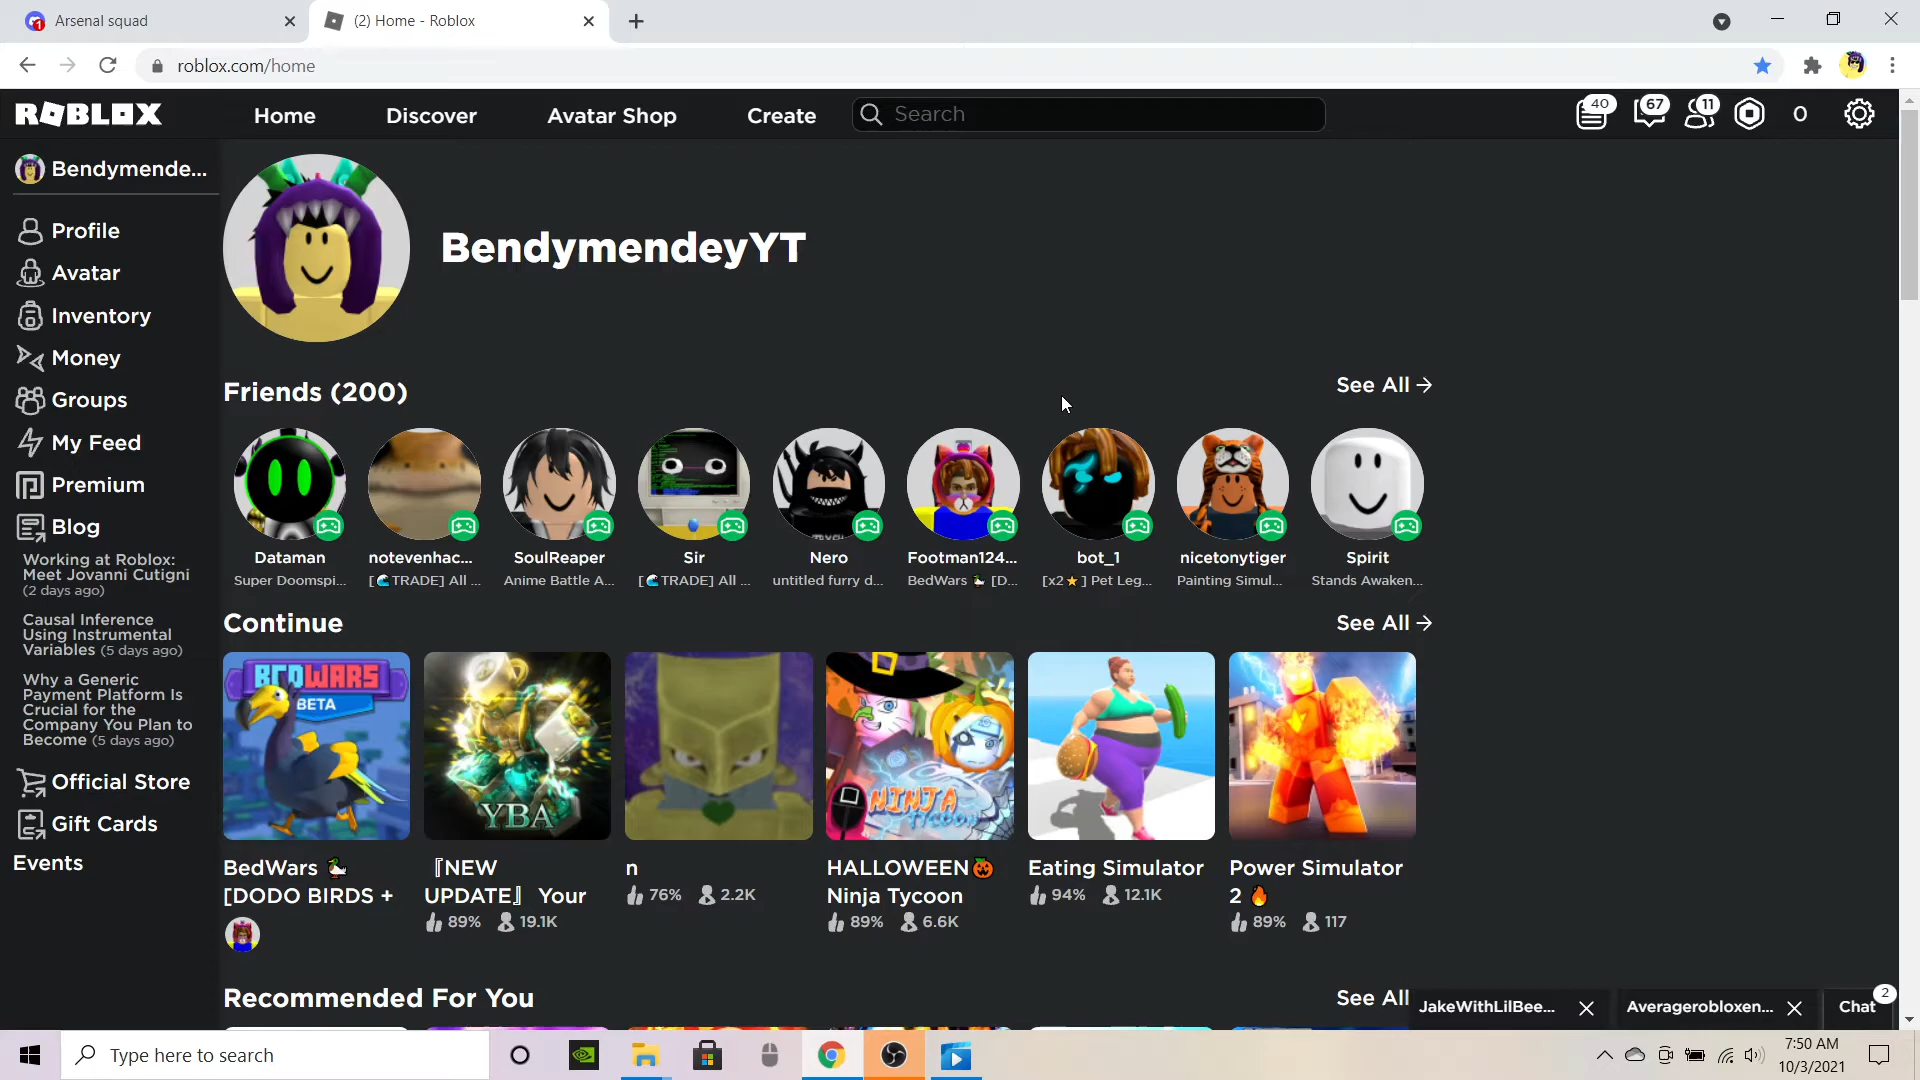 Arsenal squad
(2) Home - Roblox
roblox.com/home
ROBLOX
Home
Discover
Avatar Shop
Create
Search
40
67
11
0
Bendymende...
Profile
Avatar
Inventory
Money
Groups
My Feed
Premium
Blog
Working at Roblox:
Meet Jovanni Cutigni
(2 days ago)
Causal Inference
Using Instrumental
Variables (5 days ago)
Why a Generic
Payment Platform Is
Crucial for the
Company You Plan to
Become (5 days ago)
Official Store
Gift Cards
Events
BendymendeyYT
Friends (200)
See All →
Dataman
Super Doomspi...
notevenhac...
[🌊TRADE] All ...
SoulReaper
Anime Battle A...
Sir
[🌊TRADE] All ...
Nero
untitled furry d...
Footman124...
BedWars 🦆 [D...
bot_1
[x2⭐] Pet Leg...
nicetonytiger
Painting Simul...
Spirit
Stands Awaken...
Continue
See All →
BEDWARS
BETA
BedWars 🦆
[DODO BIRDS +
YBA
『NEW
UPDATE』 Your
89% 19.1K
n
76% 2.2K
NINJA
Tycoon
HALLOWEEN🎃
Ninja Tycoon
89% 6.6K
Eating Simulator
94% 12.1K
Power Simulator
2 🔥
89% 117
Recommended For You
See All
JakeWithLilBee...
Averagerobloxen...
Chat
2
Type here to search
7:50 AM
10/3/2021